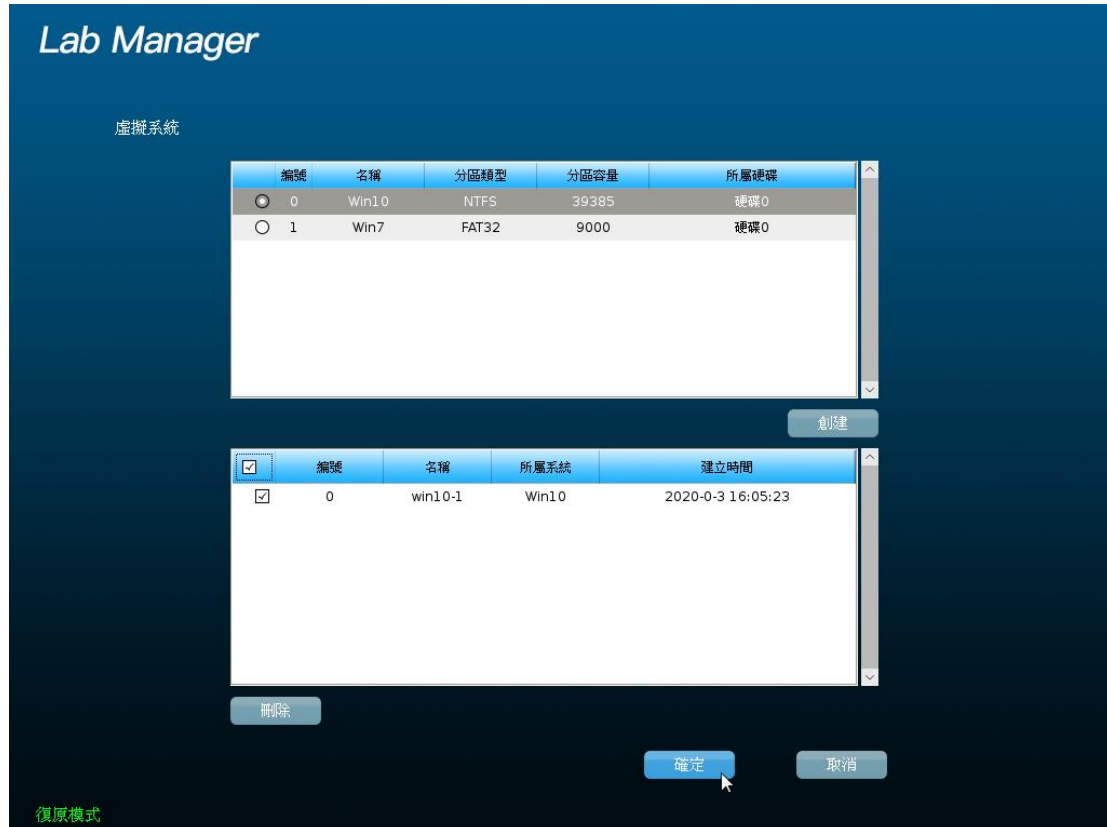 Lab Manager
虛擬系統
編號 名稱 分區類型 分區容量 所屬硬碟
0 Win10 NTFS 39385 硬碟0
1 Win7 FAT32 9000 硬碟0
創建
編號 名稱 所屬系統 建立時間
0 win10-1 Win10 2020-0-3 16:05:23
刪除
確定 取消
復原模式